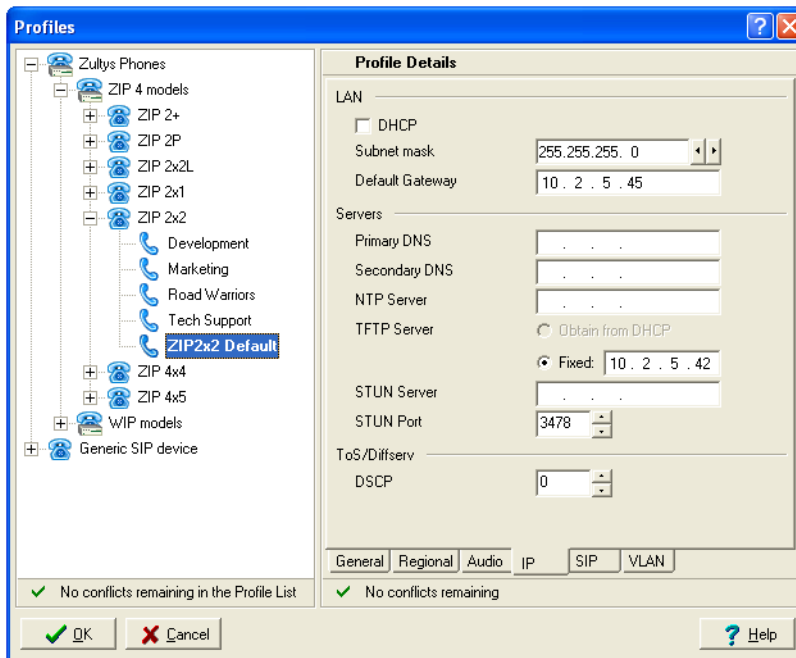 Profiles
Zultys Phones
ZIP 4 models
ZIP 2+
ZIP 2P
ZIP 2x2L
ZIP 2x1
ZIP 2x2
Development
Marketing
Road Warriors
Tech Support
ZIP2x2 Default
ZIP 4x4
ZIP 4x5
WIP models
Generic SIP device
No conflicts remaining in the Profile List
Profile Details
LAN
DHCP
Subnet mask 255.255.255. 0
Default Gateway 10 . 2 . 5 . 45
Servers
Primary DNS . . .
Secondary DNS . . .
NTP Server . . .
TFTP Server Obtain from DHCP
Fixed: 10 . 2 . 5 . 42
STUN Server . . .
STUN Port 3478
ToS/Diffserv
DSCP 0
General Regional Audio IP SIP VLAN
No conflicts remaining
OK Cancel Help